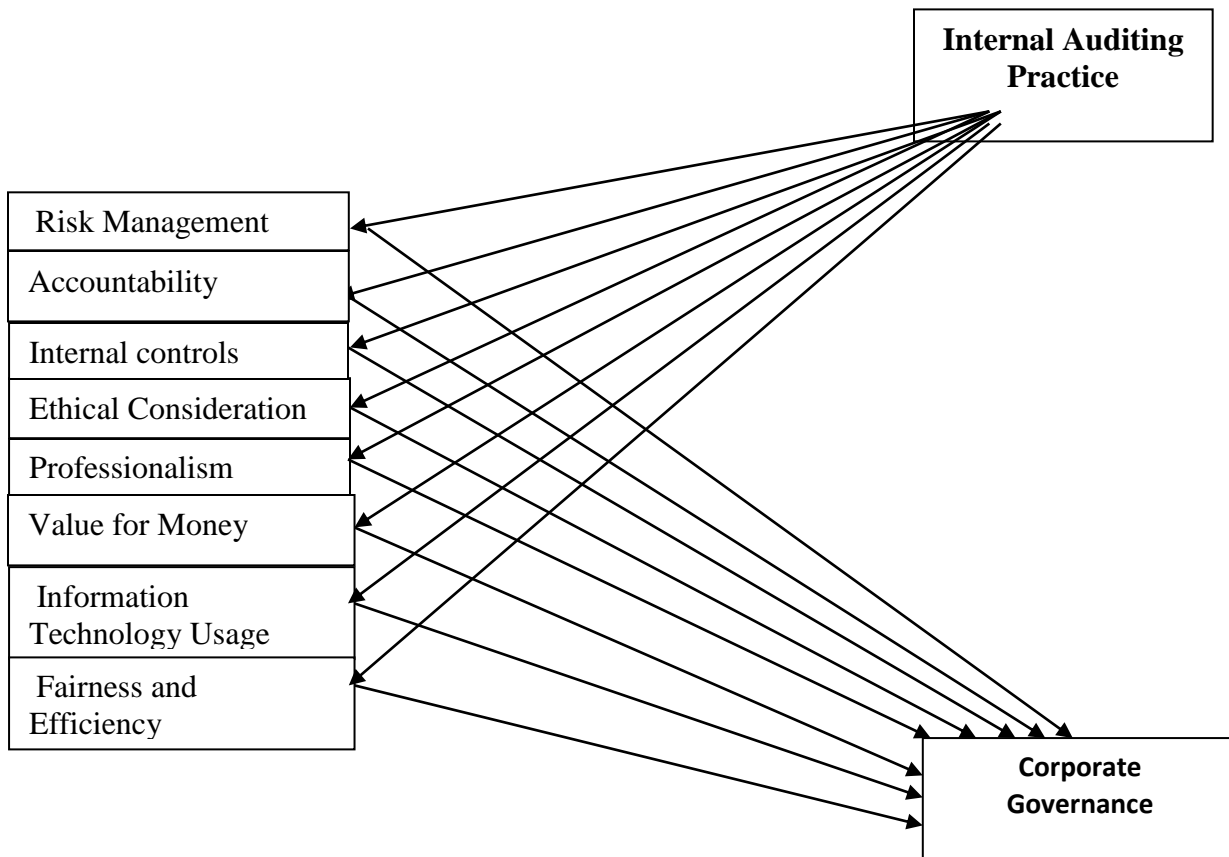 Internal Auditing
Practice
Risk Management
Accountability
Internal controls
Ethical Consideration
Professionalism
Value for Money
Information
Technology Usage
Fairness and
Efficiency
Corporate
Governance